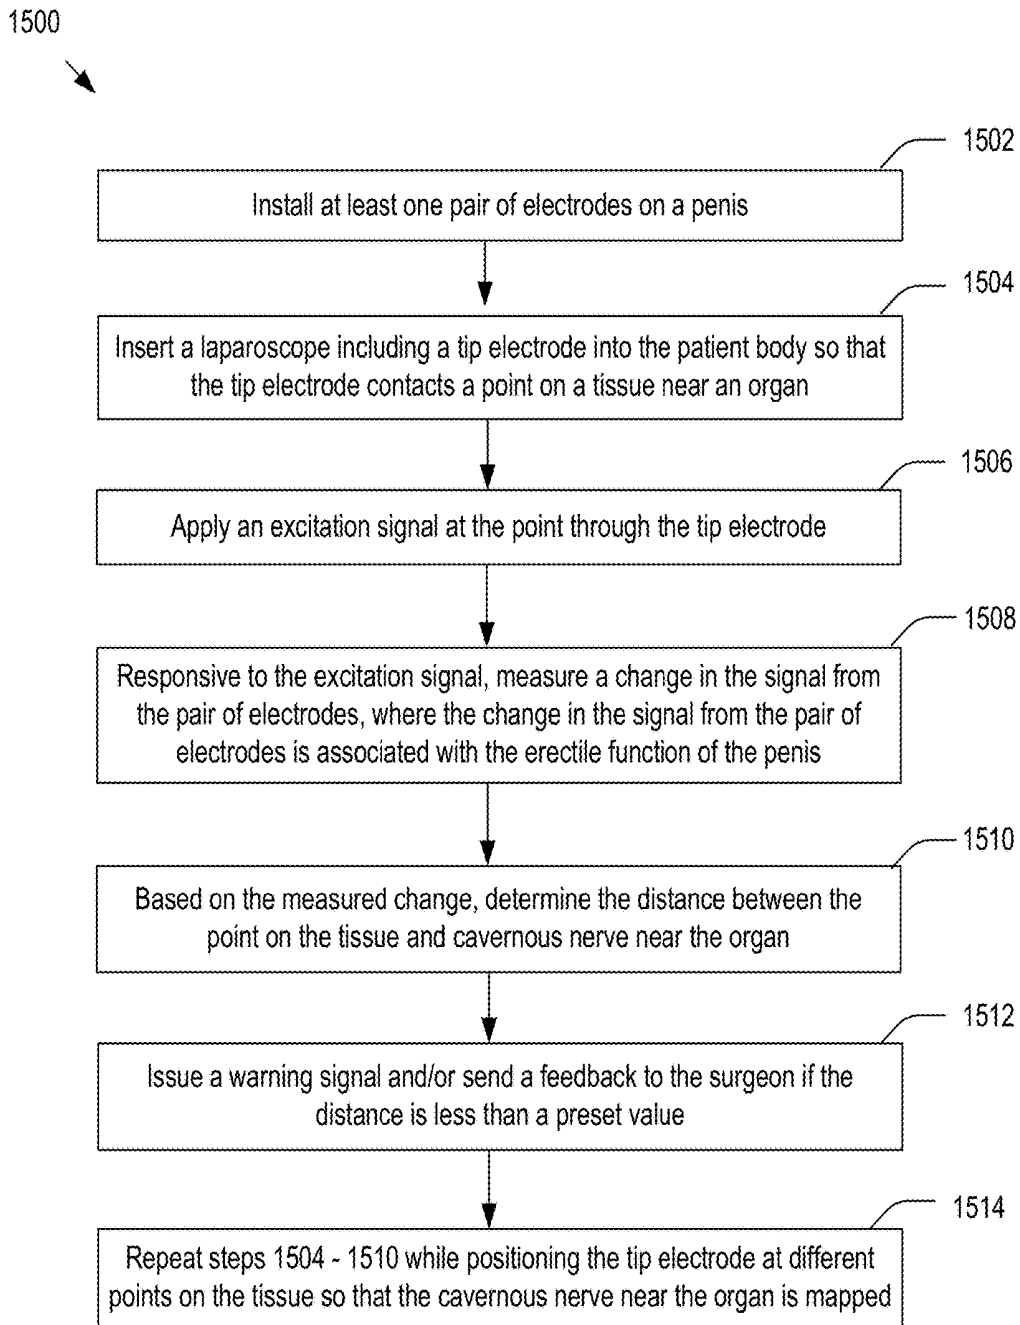 1500
1502
Install at least one pair of electrodes on a penis
1504
Insert a laparoscope including a tip electrode into the patient body so that
the tip electrode contacts a point on a tissue near an organ
1506
Apply an excitation signal at the point through the tip electrode
1508
Responsive to the excitation signal, measure a change in the signal from
the pair of electrodes, where the change in the signal from the pair of
electrodes is associated with the erectile function of the penis
1510
Based on the measured change, determine the distance between the
point on the tissue and cavernous nerve near the organ
1512
Issue a warning signal and/or send a feedback to the surgeon if the
distance is less than a preset value
1514
Repeat steps 1504 - 1510 while positioning the tip electrode at different
points on the tissue so that the cavernous nerve near the organ is mapped